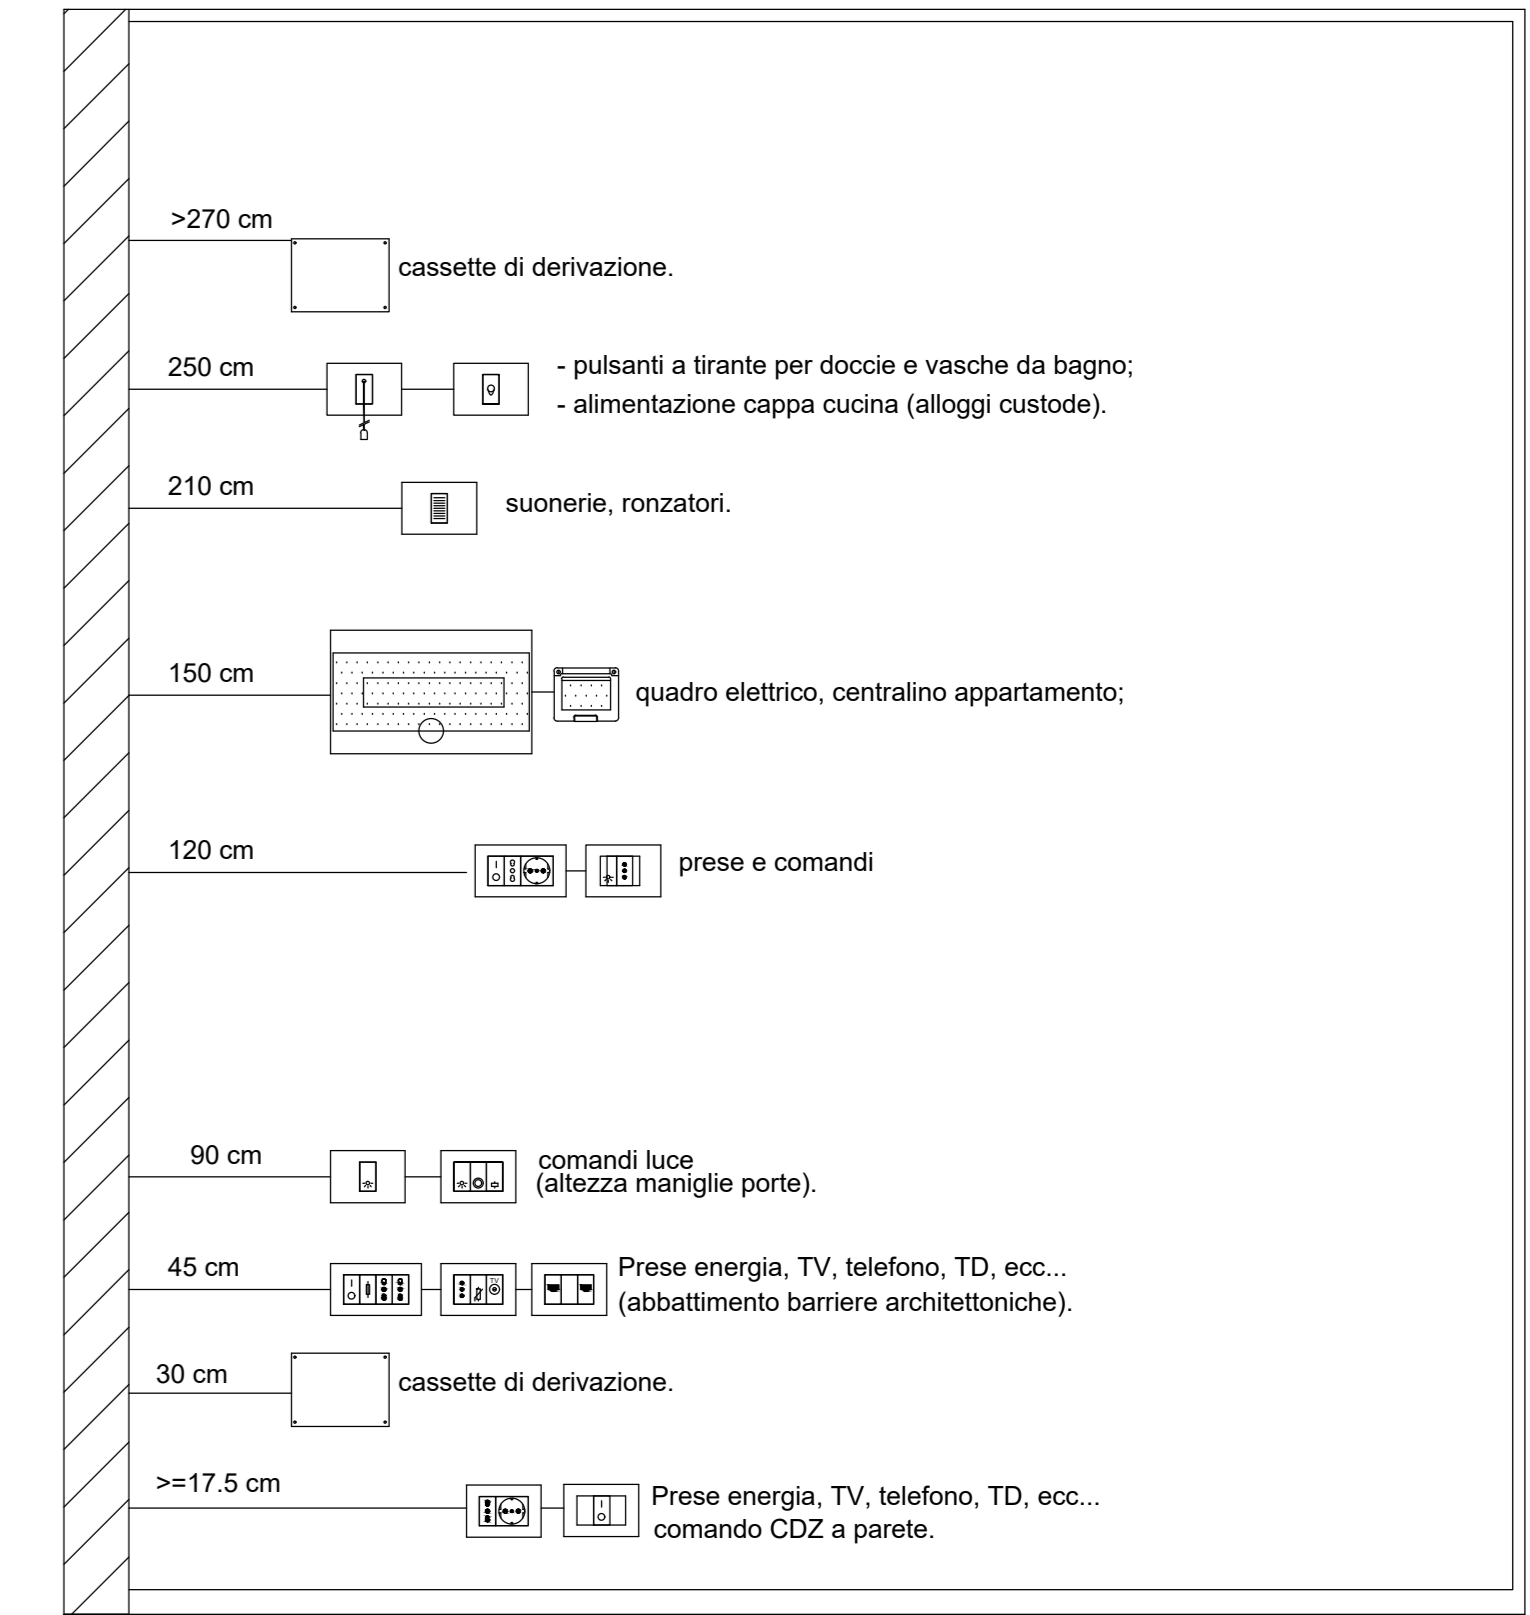 >270 cm
cassette di derivazione.
250 cm
- pulsanti a tirante per doccie e vasche da bagno;
- alimentazione cappa cucina (alloggi custode).
210 cm
suonerie, ronzatori.
150 cm
quadro elettrico, centralino appartamento;
120 cm
prese e comandi
90 cm
comandi luce
(altezza maniglie porte).
45 cm
TV
Prese energia, TV, telefono, TD, ecc...
(abbattimento barriere architettoniche).
30 cm
cassette di derivazione.
>=17.5 cm
Prese energia, TV, telefono, TD, ecc...
comando CDZ a parete.